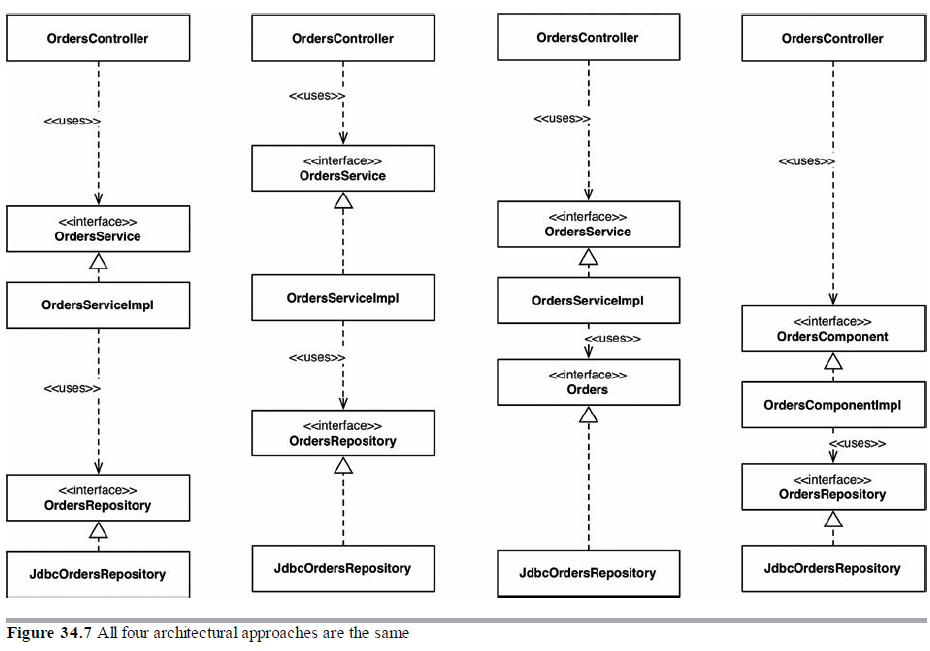 OrdersController
<<uses>>
<<interface>>
OrdersService
OrdersServiceImpl
<<uses>>
<<interface>>
OrdersRepository
JdbcOrdersRepository
OrdersController
<<uses>>
<<interface>>
OrdersService
OrdersServiceImpl
<<uses>>
<<interface>>
OrdersRepository
JdbcOrdersRepository
OrdersController
<<uses>>
<<interface>>
OrdersService
OrdersServiceImpl
<<uses>>
<<interface>>
Orders
JdbcOrdersRepository
OrdersController
<<uses>>
<<interface>>
OrdersComponent
OrdersComponentImpl
<<uses>>
<<interface>>
OrdersRepository
JdbcOrdersRepository
Figure 34.7 All four architectural approaches are the same